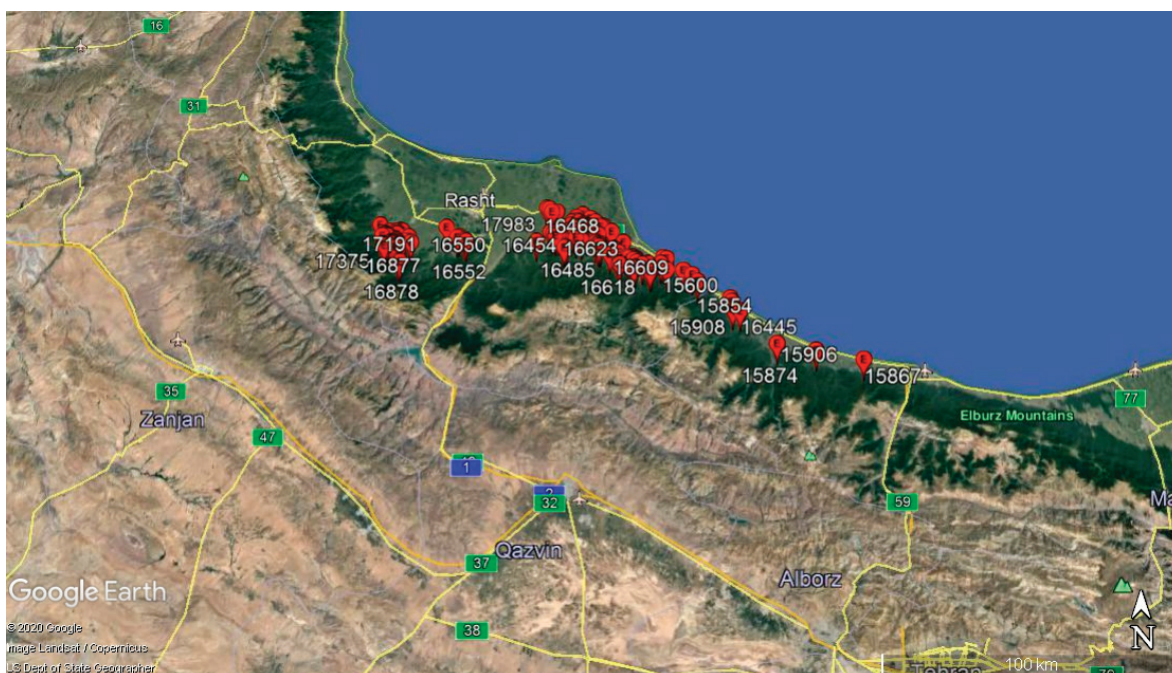 16
31
Rasht
17983
16468
17191
16550
16454
16623
17375
16877
16552
16485
16609
16878
16618
15600
15854
15908
16445
15906
15874
15867
77
35
Zanjan
47
Elburz Mountains
1
59
2
32
37
Qazvin
Alborz
Google Earth
38
N
© 2020 Google
Image Landsat / Copernicus
US Dept of State Geographer
100 km
Tehran